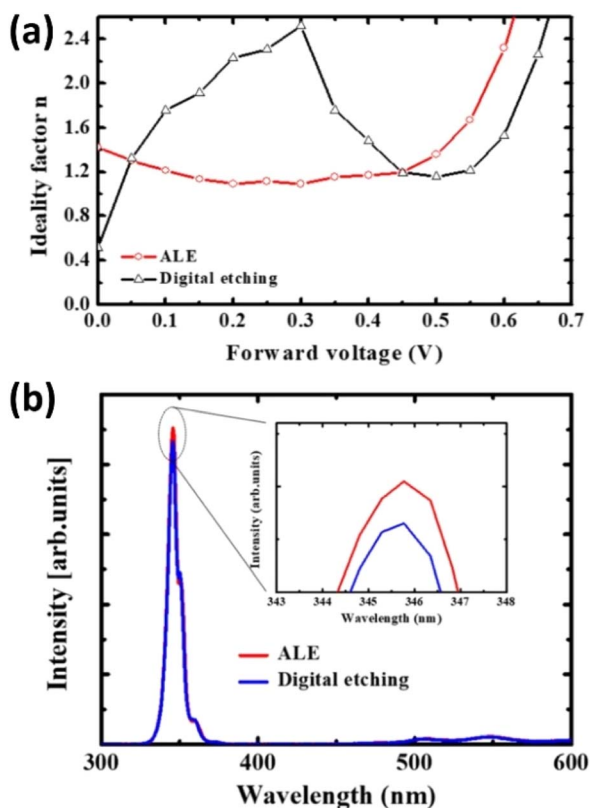 (a)
Ideality factor n
2.4
2.0
1.6
1.2
0.8
0.4
0.0
ALE
Digital etching
0.0 0.1 0.2 0.3 0.4 0.5 0.6 0.7
Forward voltage (V)
(b)
Intensity [arb.units]
Intensity (arb.units)
343 344 345 346 347 348
Wavelength (nm)
ALE
Digital etching
300 400 500 600
Wavelength (nm)